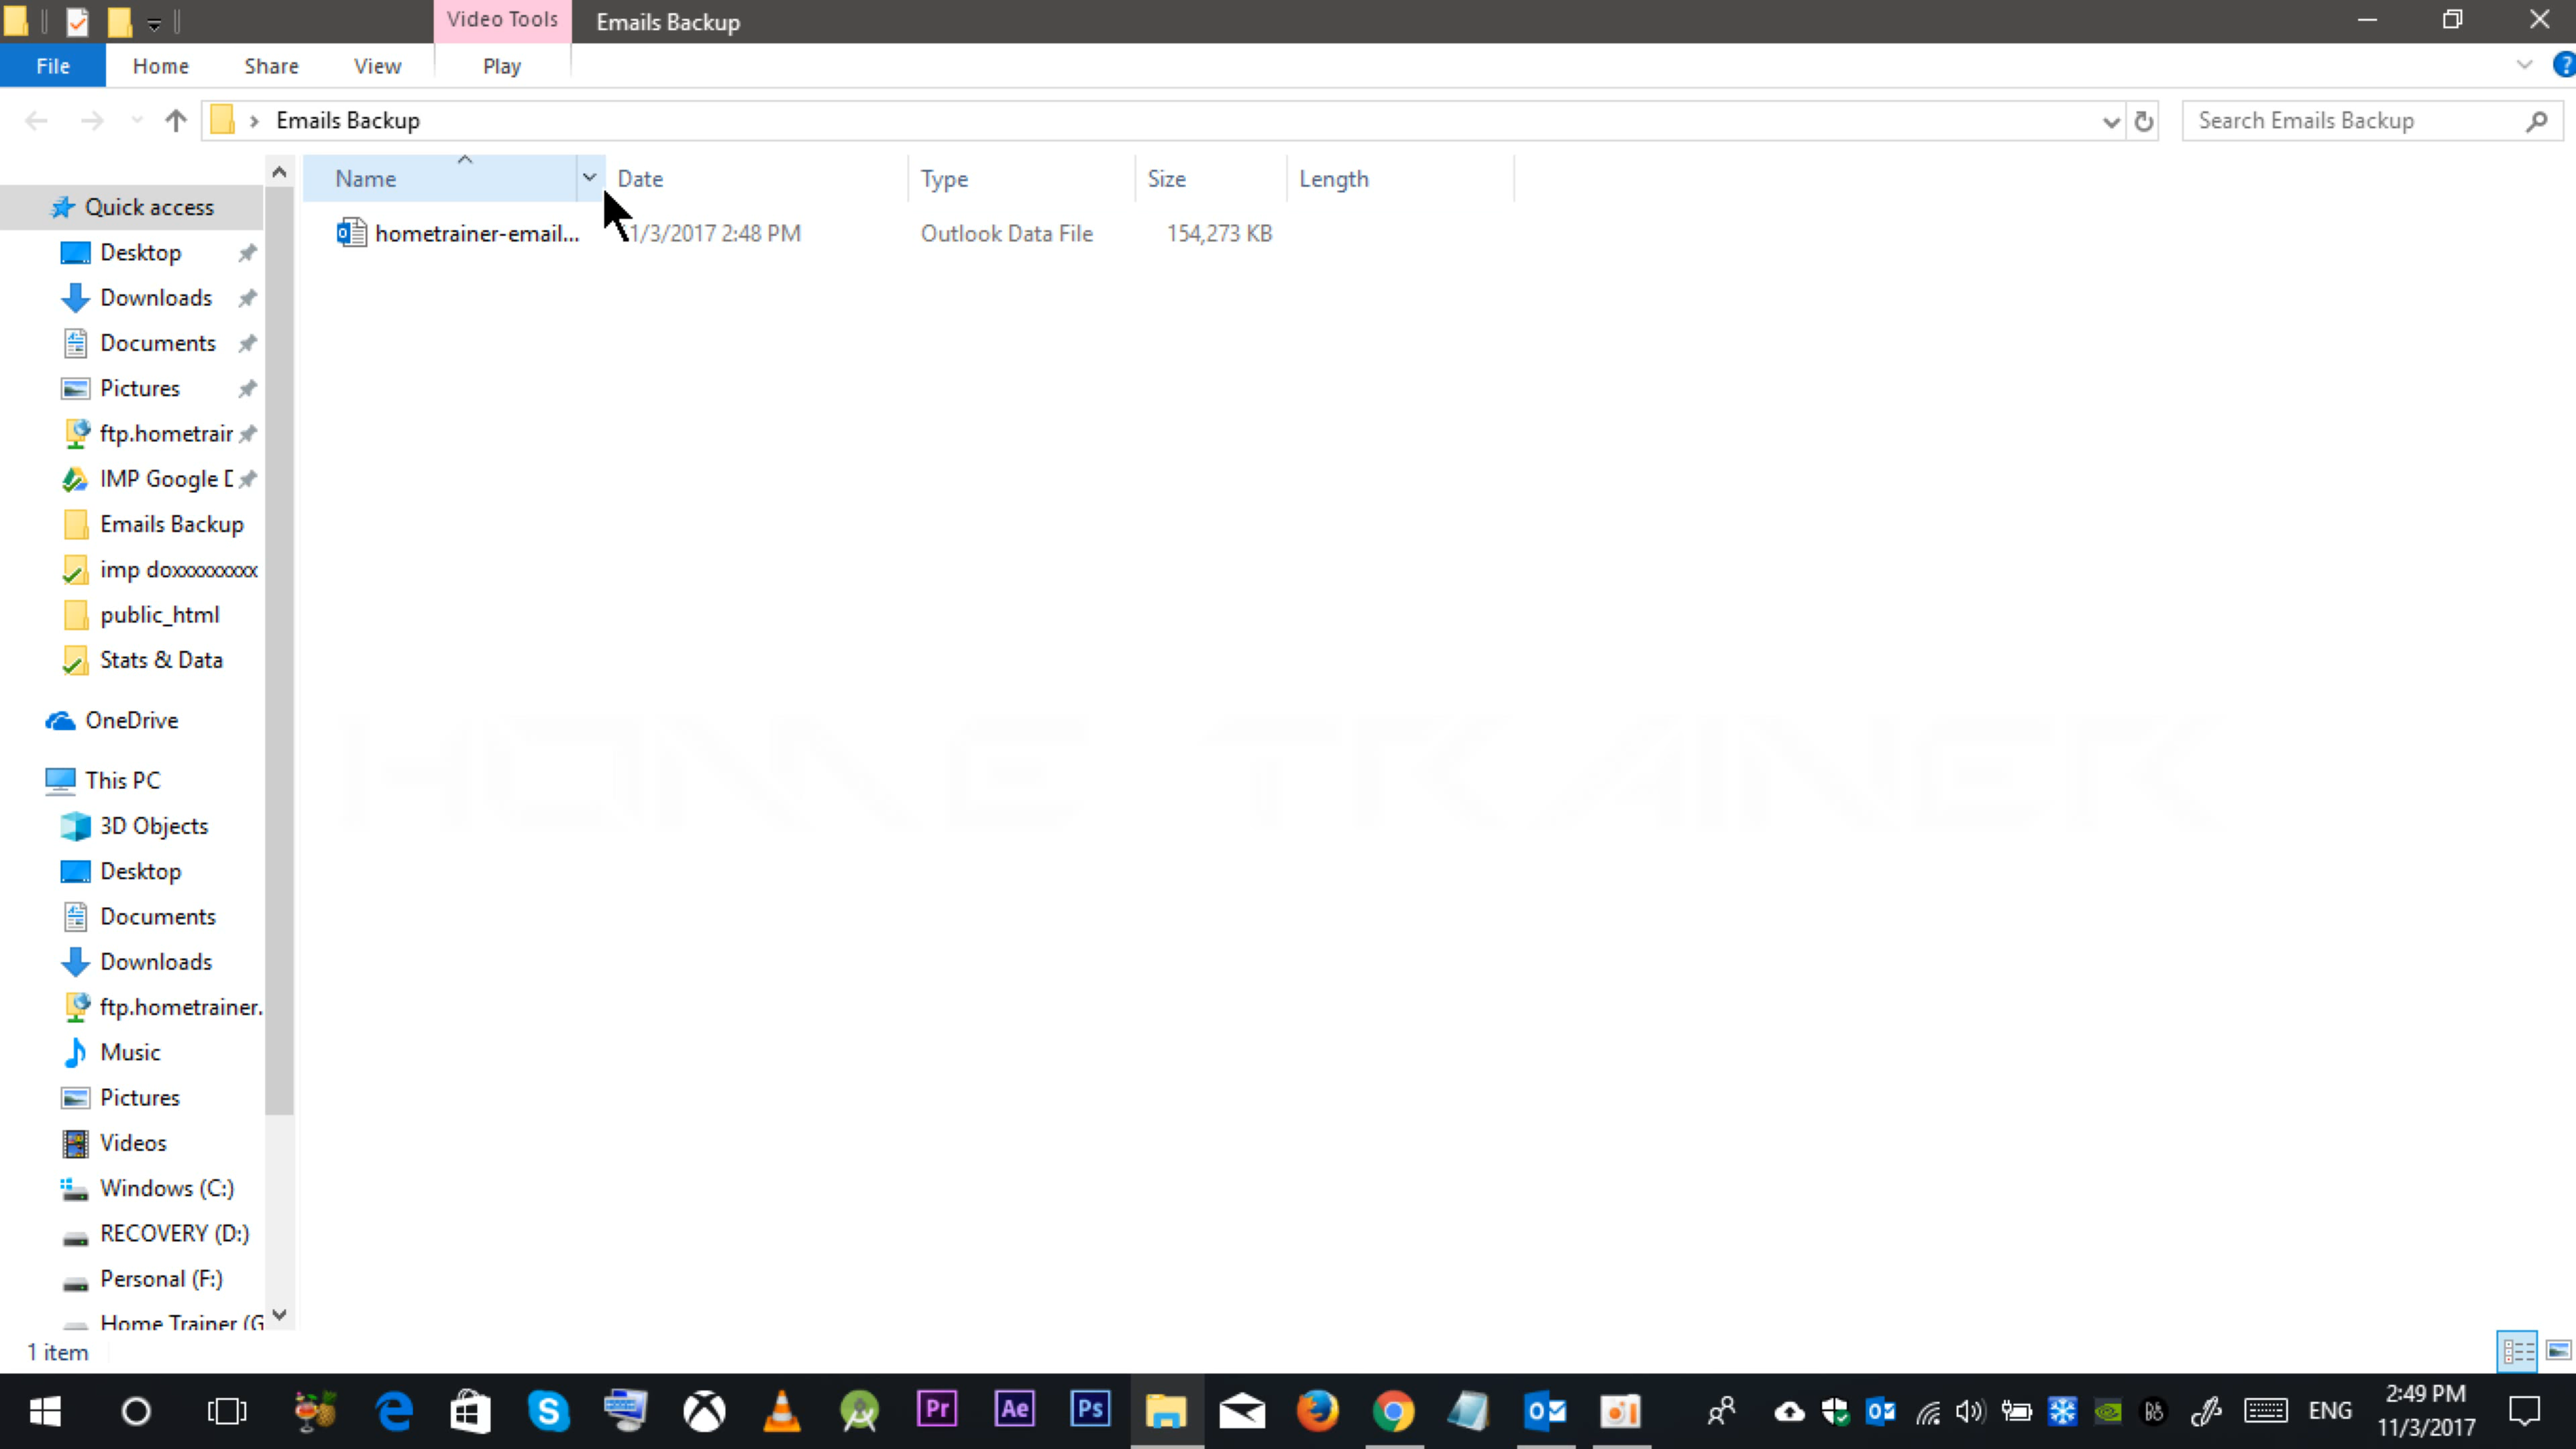 Video Tools Emails Backup
File Home Share View Play
Emails Backup
Search Emails Backup
Name Date Type Size Length
hometrainer-email... 1/3/2017 2:48 PM Outlook Data File 154,273 KB
Quick access
Desktop
Downloads
Documents
Pictures
ftp.hometrair
IMP Google D
Emails Backup
imp doxxxxxxxxx
public_html
Stats & Data
OneDrive
This PC
3D Objects
Desktop
Documents
Downloads
ftp.hometrainer.
Music
Pictures
Videos
Windows (C:)
RECOVERY (D:)
Personal (F:)
Home Trainer (G
HOME TRAINER
1 item
Pr Ae Ps
ENG
2:49 PM
11/3/2017